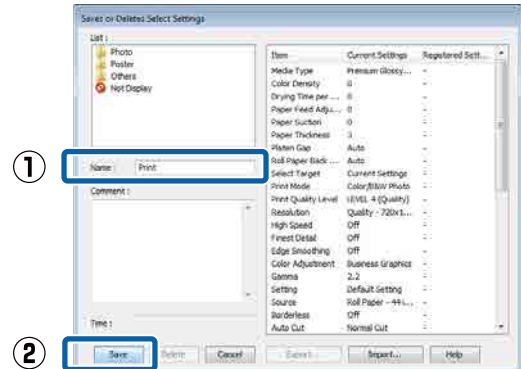 Saves or Deletes Select Settings
List :
Photo
Poster
Others
Not Display
① Name : Print
Comment :
Time :
② Save Delete Cancel Export... Import... Help
Item Current Settings Registered Sett...
Media Type Premium Glossy... -
Color Density 0 -
Drying Time per ... 0 -
Paper Feed Adju... 0 -
Paper Suction 0 -
Paper Thickness 3 -
Platen Gap Auto -
Roll Paper Back ... Auto -
Select Target Current Settings -
Print Mode Color/B&W Photo -
Print Quality Level LEVEL 4 (Quality) -
Resolution Quality - 720x1... -
High Speed Off -
Finest Detail Off -
Edge Smoothing Off -
Color Adjustment Business Graphics -
Gamma 2.2 -
Setting Default Setting -
Source Roll Paper - 44 i... -
Borderless Off -
Auto Cut Normal Cut -